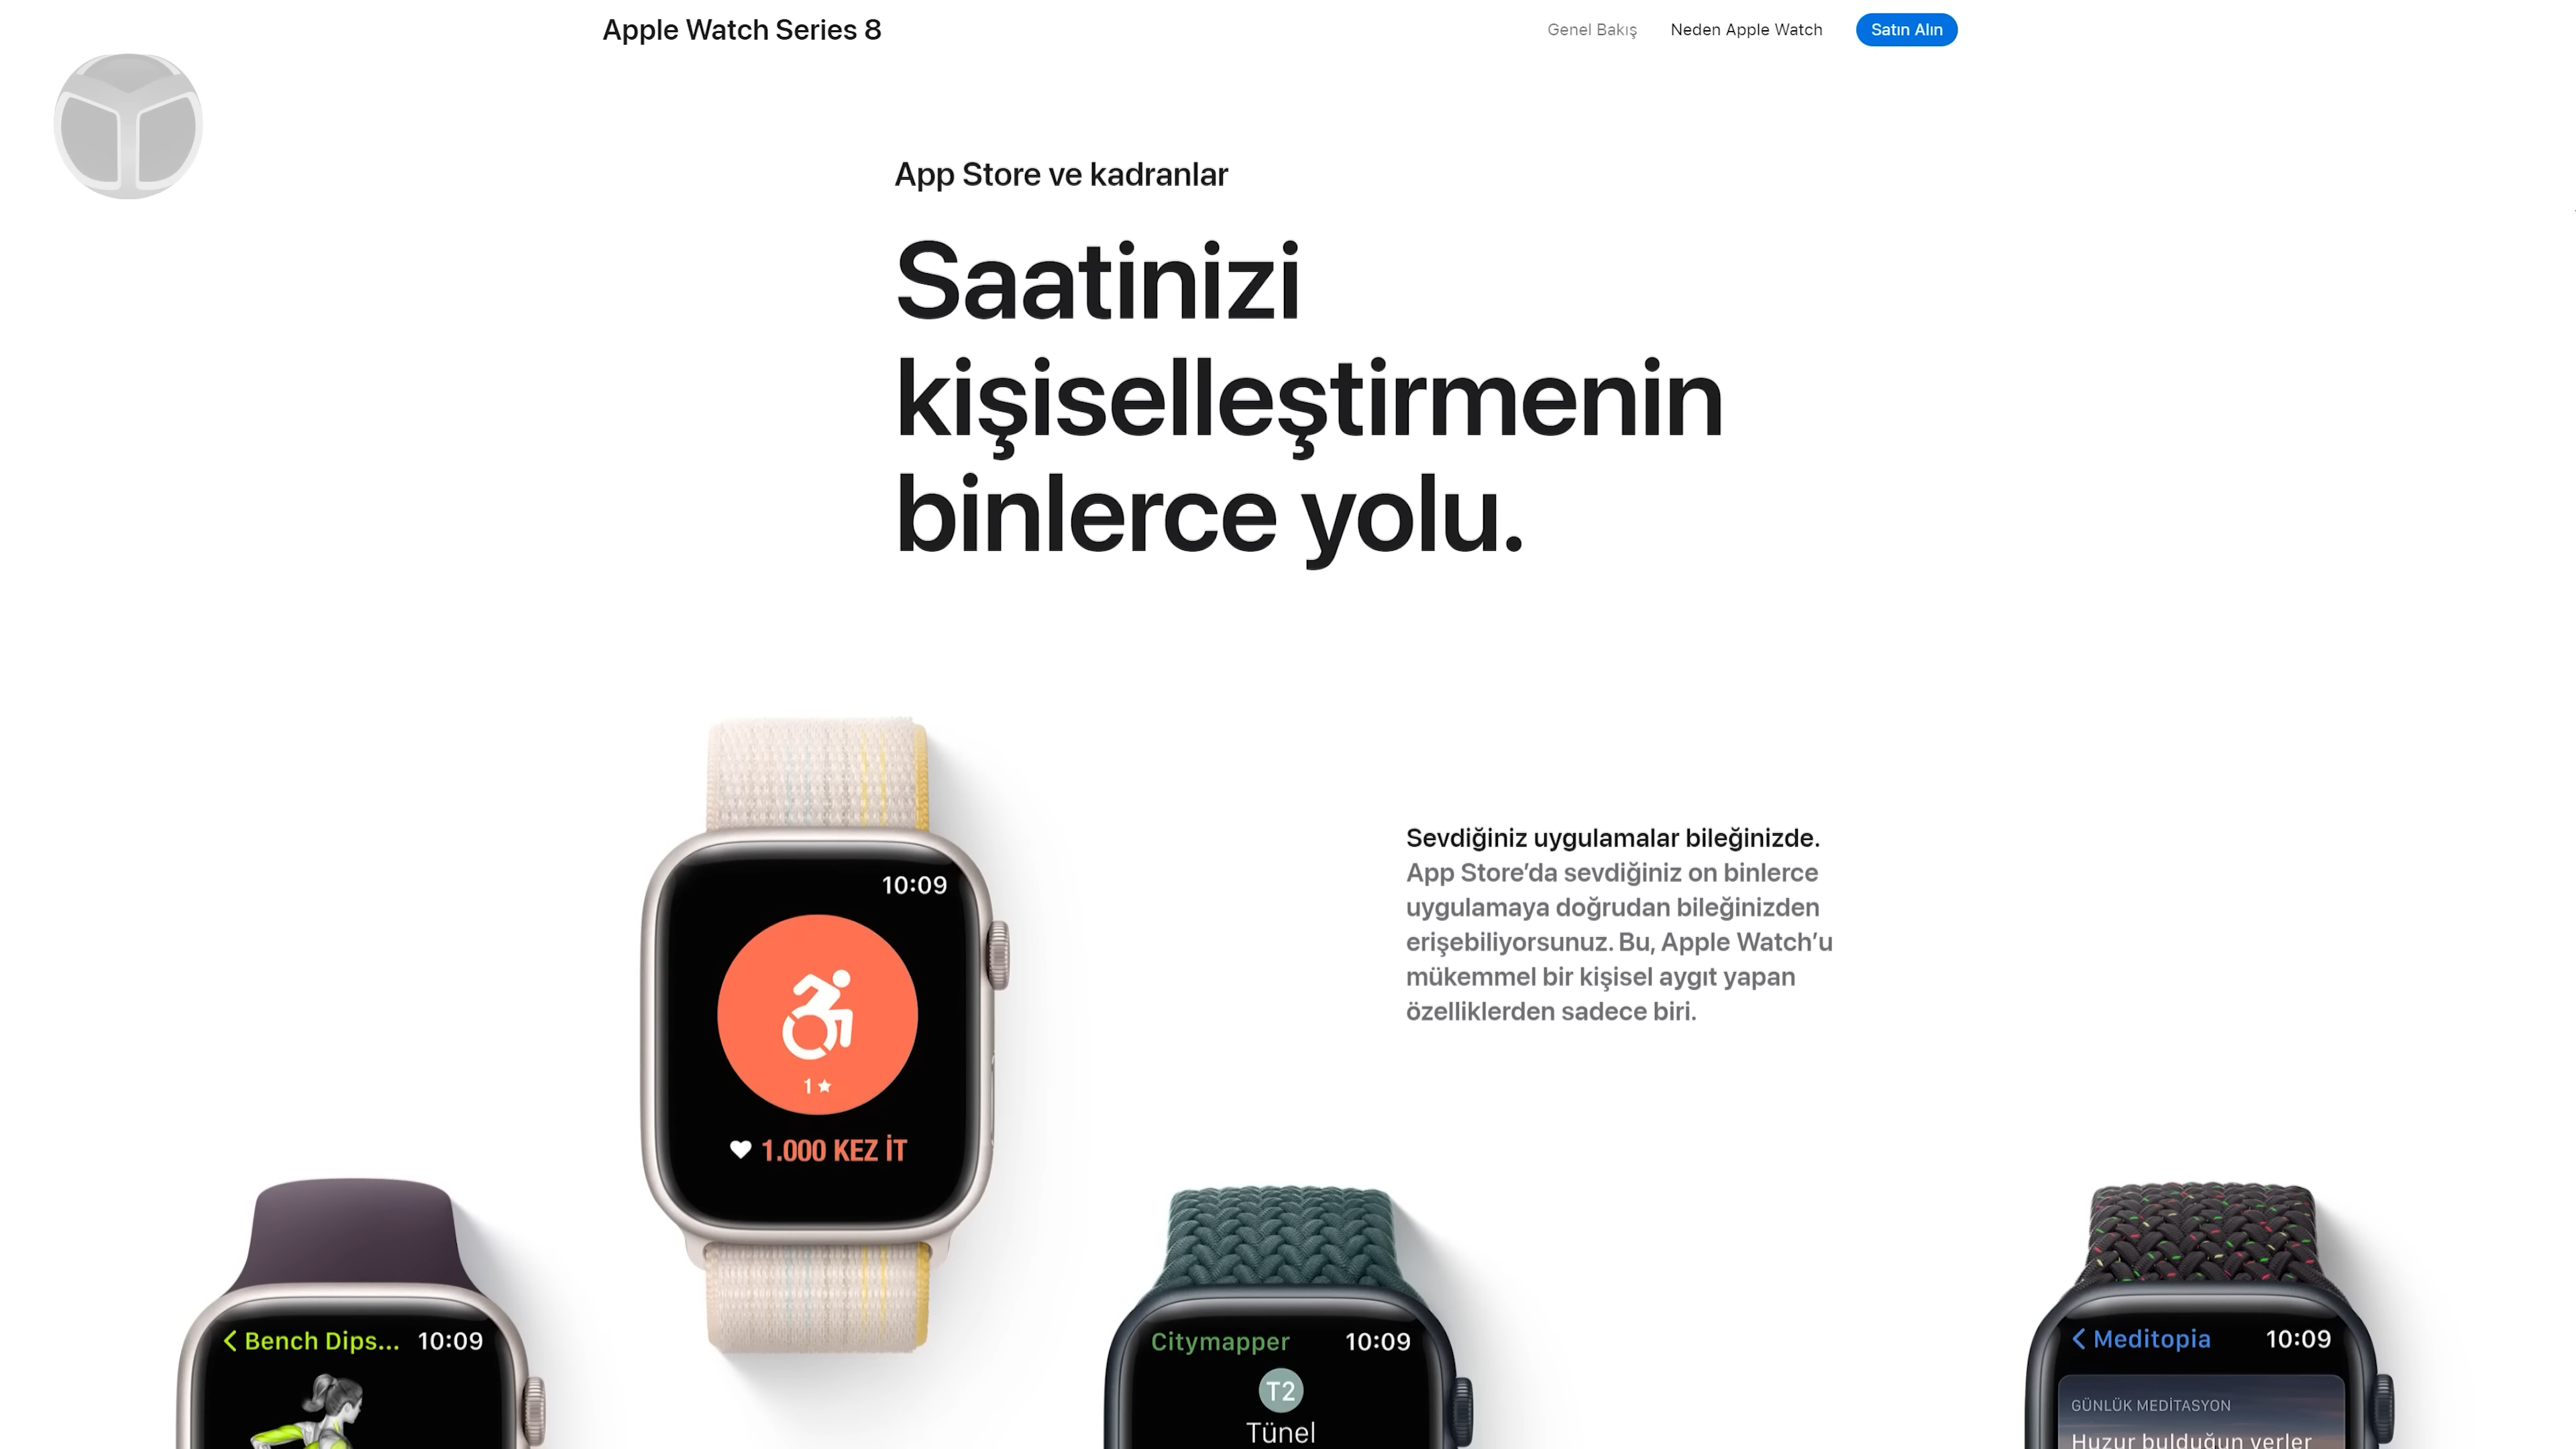 Apple Watch Series 8
Genel Bakış
Neden Apple Watch
Satın Alın
App Store ve kadranlar
Saatinizi
kişiselleştirmenin
binlerce yolu.
Sevdiğiniz uygulamalar bileğinizde.
App Store’da sevdiğiniz on binlerce
uygulamaya doğrudan bileğinizden
erişebiliyorsunuz. Bu, Apple Watch’u
mükemmel bir kişisel aygıt yapan
özelliklerden sadece biri.
10:09
1 ★
1.000 KEZ İT
Bench Dips... 10:09
Citymapper 10:09
T2
Tünel
Meditopia 10:09
GÜNLÜK MEDİTASYON
Huzur bulduğun yerler